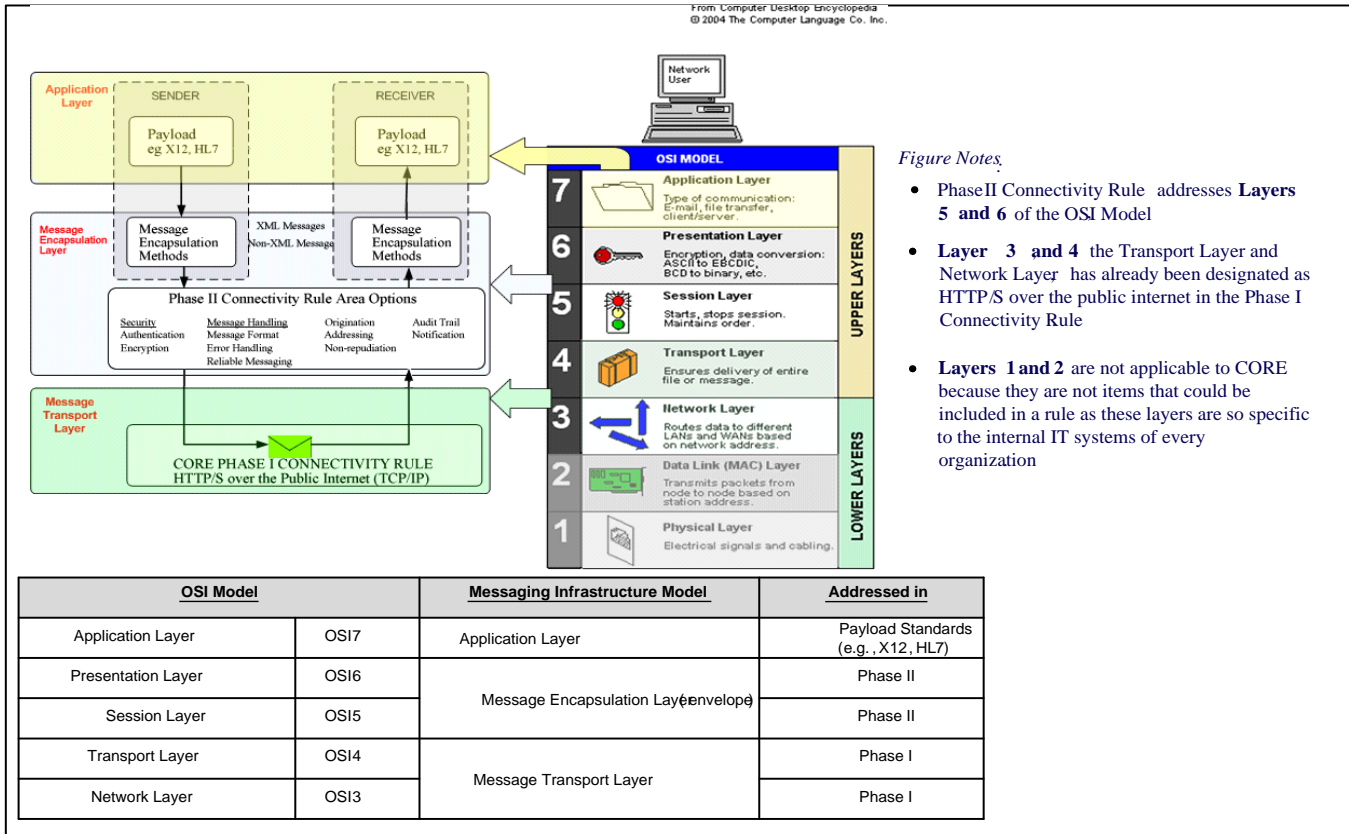 From Computer Desktop Encyclopedia
© 2004 The Computer Language Co. Inc.
Network
User
Application
Layer
SENDER
RECEIVER
Payload
eg X12, HL7
Payload
eg X12, HL7
Message
Encapsulation
Layer
Message
Encapsulation
Methods
XML Messages
Non-XML Message
Message
Encapsulation
Methods
Phase II Connectivity Rule Area Options
Security
Authentication
Encryption
Message Handling
Message Format
Error Handling
Reliable Messaging
Origination
Addressing
Non-repudiation
Audit Trail
Notification
Message
Transport
Layer
CORE PHASE I CONNECTIVITY RULE
HTTP/S over the Public Internet (TCP/IP)
OSI MODEL
7
Application Layer
Type of communication:
E-mail, file transfer,
client/server.
6
Presentation Layer
Encryption, data conversion:
ASCII to EBCDIC,
BCD to binary, etc.
5
Session Layer
Starts, stops session.
Maintains order.
4
Transport Layer
Ensures delivery of entire
file or message.
3
Network Layer
Routes data to different
LANs and WANs based
on network address.
2
Data Link (MAC) Layer
Transmits packets from
node to node based on
station address.
1
Physical Layer
Electrical signals and cabling.
UPPER LAYERS
LOWER LAYERS
Figure Notes:
• PhaseII Connectivity Rule addresses Layers
5 and 6 of the OSI Model
• Layer 3 and 4 the Transport Layer and
Network Layer, has already been designated as
HTTP/S over the public internet in the Phase I
Connectivity Rule
• Layers 1 and 2 are not applicable to CORE
because they are not items that could be
included in a rule as these layers are so specific
to the internal IT systems of every
organization
OSI Model Messaging Infrastructure Model Addressed in
Application Layer OSI7 Application Layer Payload Standards
(e.g., X12, HL7)
Presentation Layer OSI6 Message Encapsulation Layer (envelope) Phase II
Session Layer OSI5 Phase II
Transport Layer OSI4 Message Transport Layer Phase I
Network Layer OSI3 Phase I